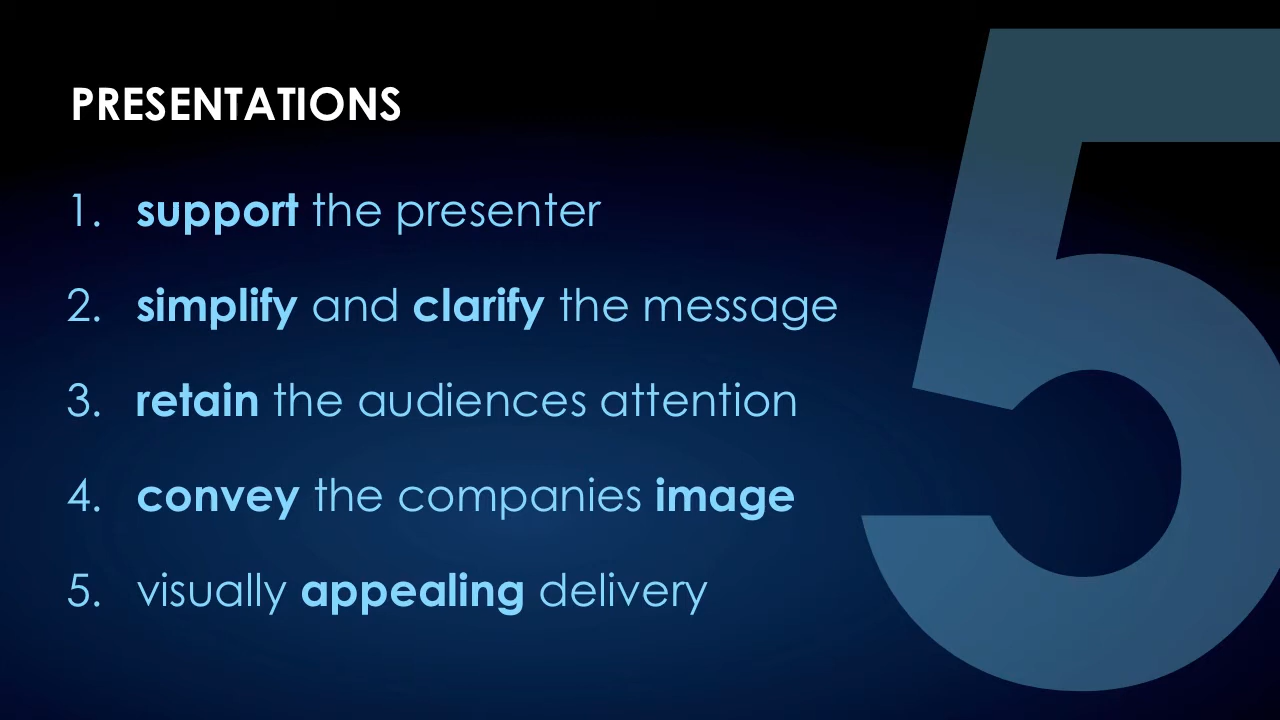 PRESENTATIONS
1. support the presenter
2. simplify and clarify the message
3. retain the audiences attention
4. convey the companies image
5. visually appealing delivery
5